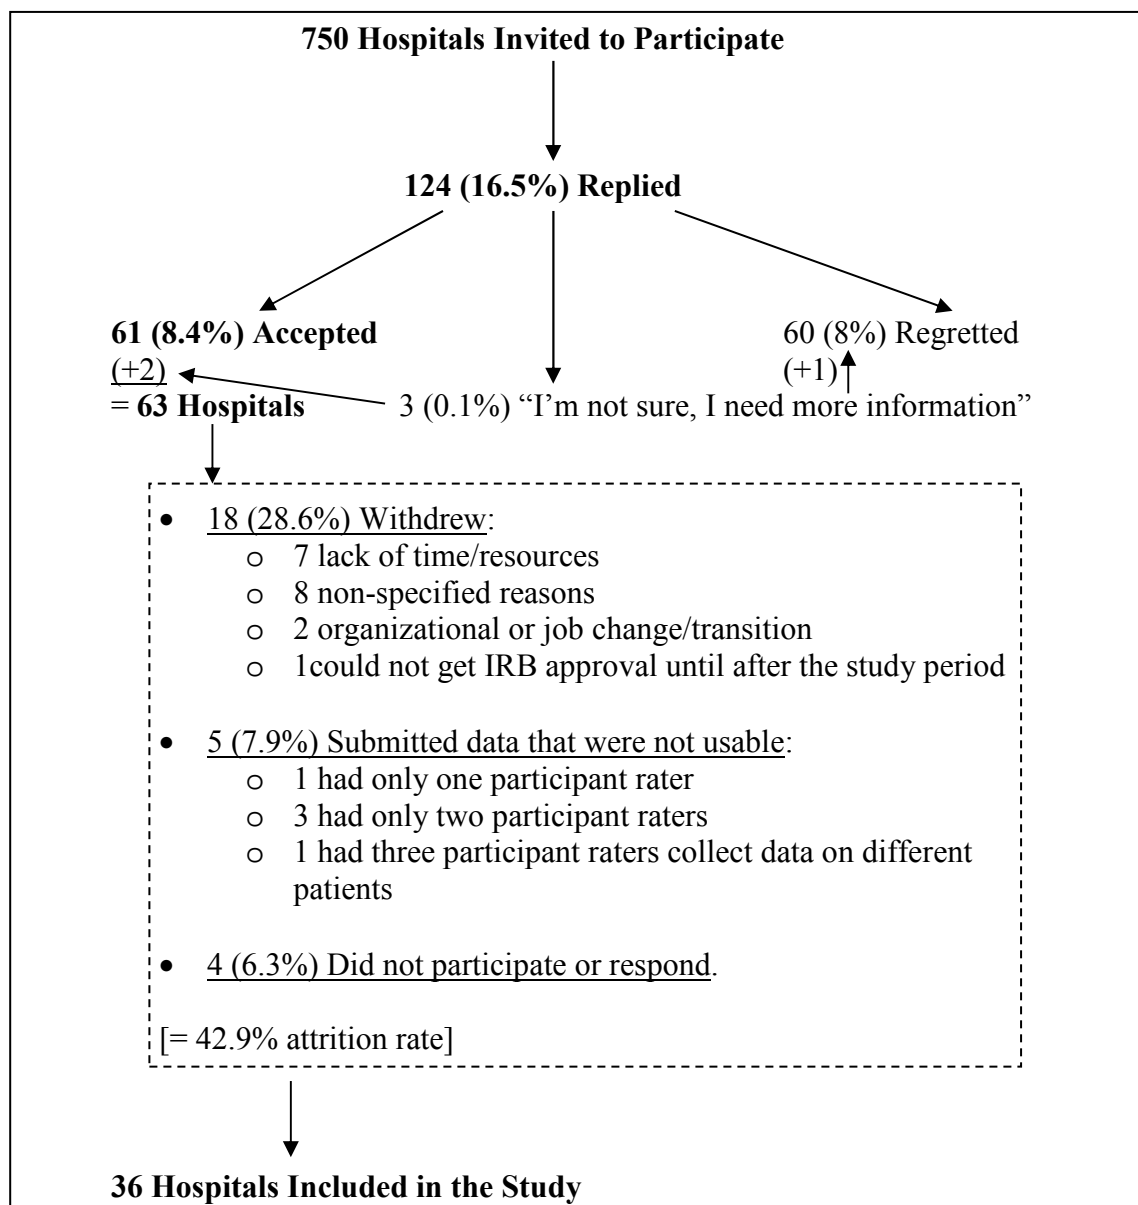 750 Hospitals Invited to Participate
124 (16.5%) Replied
61 (8.4%) Accepted
(+2)
= 63 Hospitals
60 (8%) Regretted
(+1)
3 (0.1%) “I’m not sure, I need more information”
• 18 (28.6%) Withdrew:
o 7 lack of time/resources
o 8 non-specified reasons
o 2 organizational or job change/transition
o 1could not get IRB approval until after the study period
• 5 (7.9%) Submitted data that were not usable:
o 1 had only one participant rater
o 3 had only two participant raters
o 1 had three participant raters collect data on different
patients
• 4 (6.3%) Did not participate or respond.
[= 42.9% attrition rate]
36 Hospitals Included in the Study